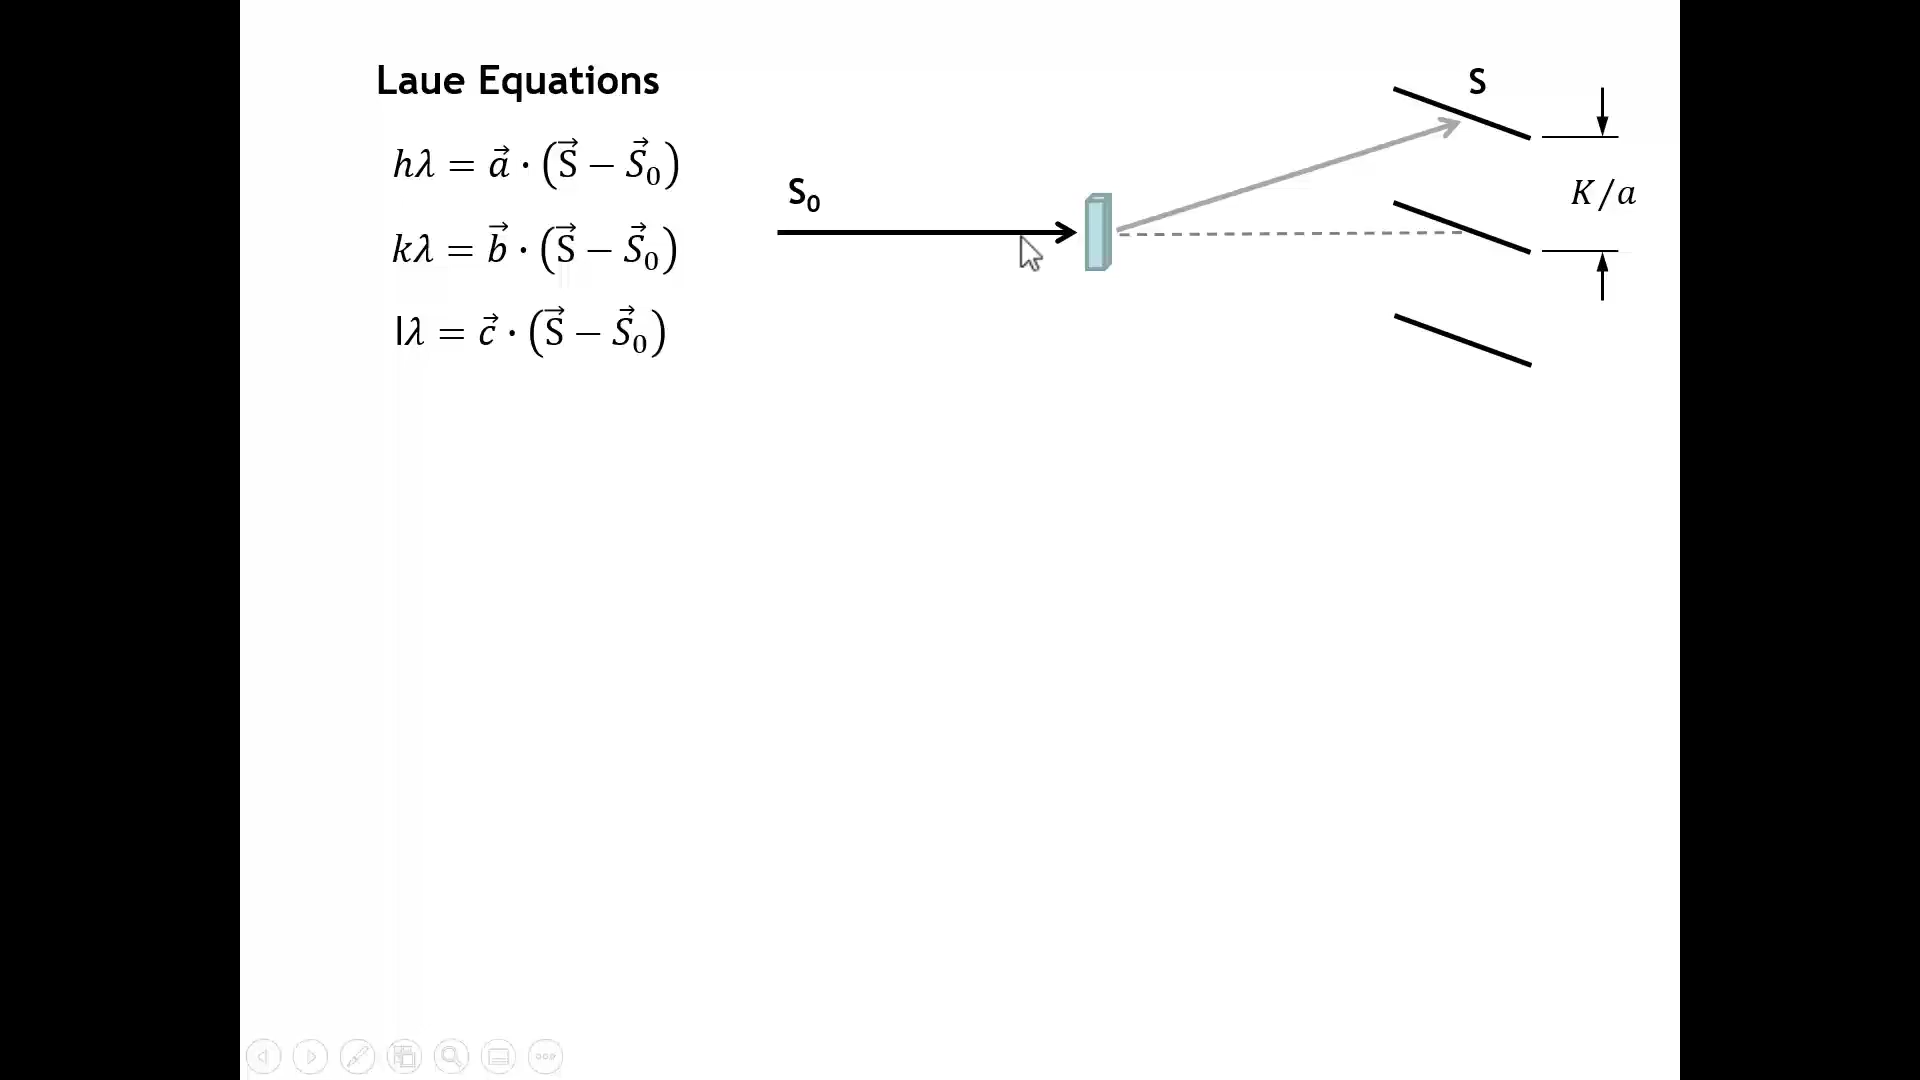 Laue Equations
hλ = a⃗ · (S⃗ − S⃗₀)
kλ = b⃗ · (S⃗ − S⃗₀)
lλ = c⃗ · (S⃗ − S⃗₀)
S₀
S
K/a